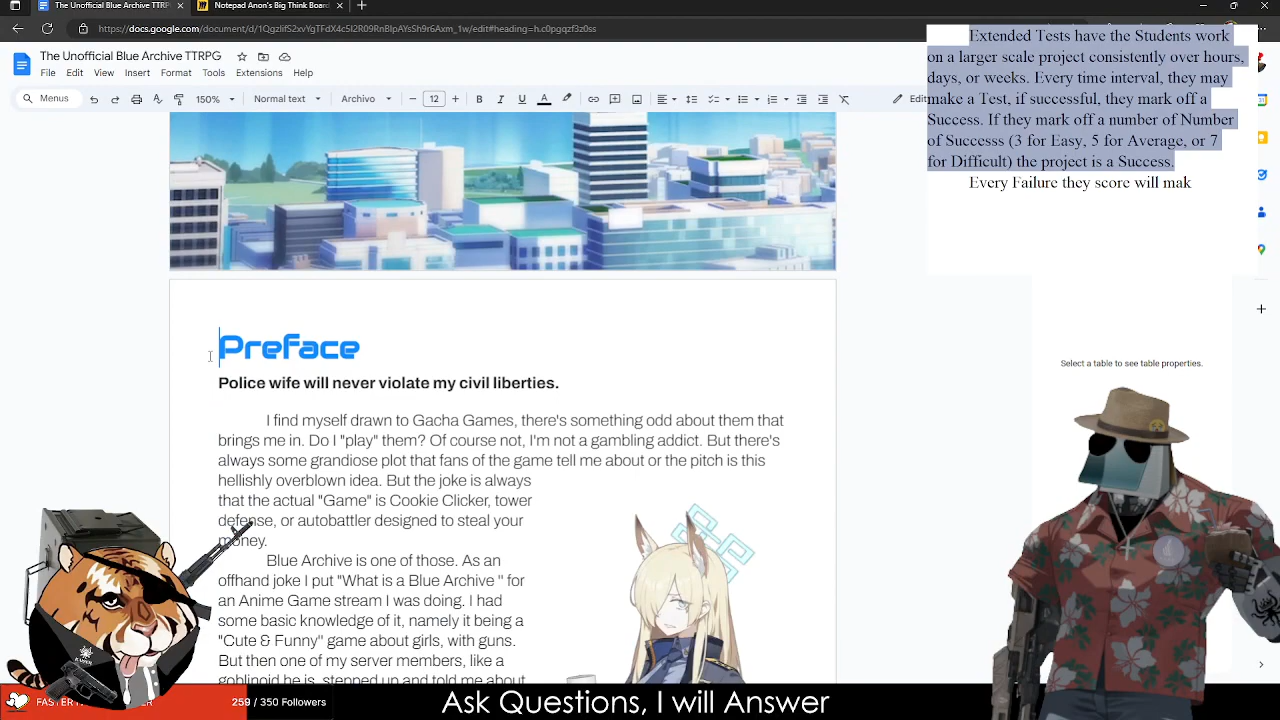 The Unofficial Blue Archive TTRPG
Notapa Anon's Big Think Board
https://docs.google.com/document/d/1QgzlifS2xvYgTFdX4c5I2R09RnBlpAYsSh9r6Axm_1w/edit#heading=h.c0pgqzf3z0ss
The Unofficial Blue Archive TTRPG
File Edit View Insert Format Tools Extensions Help
Menus 150% Normal text Archivo 12
Extended Tests have the Students work
on a larger scale project consistently over hours,
days, or weeks. Every time interval, they may
make a Test, if successful, they mark off a
Success. If they mark off a number of Number
of Successs (3 for Easy, 5 for Average, or 7
for Difficult) the project is a Success.
Every Failure they score will mak
Select a table to see table properties.
Preface
Police wife will never violate my civil liberties.
I find myself drawn to Gacha Games, there's something odd about them that
brings me in. Do I "play" them? Of course not, I'm not a gambling addict. But there's
always some grandiose plot that fans of the game tell me about or the pitch is this
hellishly overblown idea. But the joke is always
that the actual "Game" is Cookie Clicker, tower
defense, or autobattler designed to steal your
money.
Blue Archive is one of those. As an
offhand joke I put "What is a Blue Archive " for
an Anime Game stream I was doing. I had
some basic knowledge of it, namely it being a
"Cute & Funny" game about girls, with guns.
But then one of my server members, like a
goblinoid he is, stepped up and told me about
259 / 350 Followers
Ask Questions, I will Answer